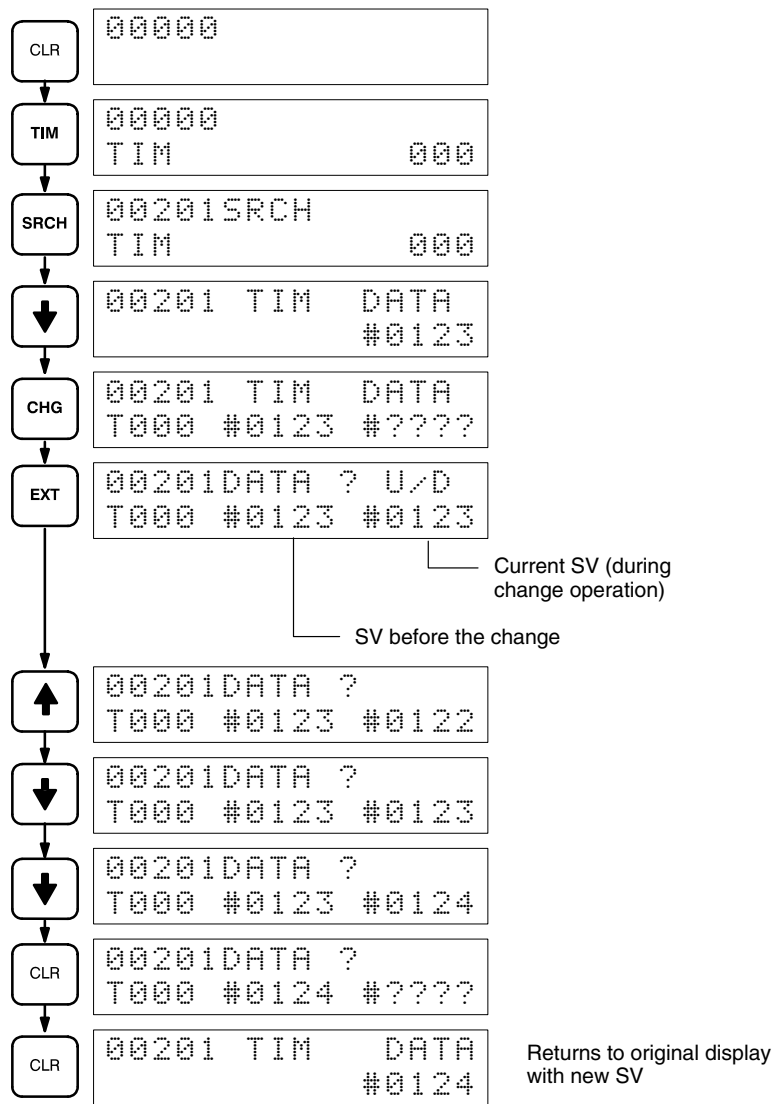 CLR
00000
TIM
00000
TIM 000
SRCH
00201SRCH
TIM 000
00201 TIM DATA
#0123
CHG
00201 TIM DATA
T000 #0123 #????
EXT
00201DATA ? U/D
T000 #0123 #0123
Current SV (during
change operation)
SV before the change
00201DATA ?
T000 #0123 #0122
00201DATA ?
T000 #0123 #0123
00201DATA ?
T000 #0123 #0124
CLR
00201DATA ?
T000 #0124 #????
CLR
00201 TIM DATA
#0124
Returns to original display
with new SV